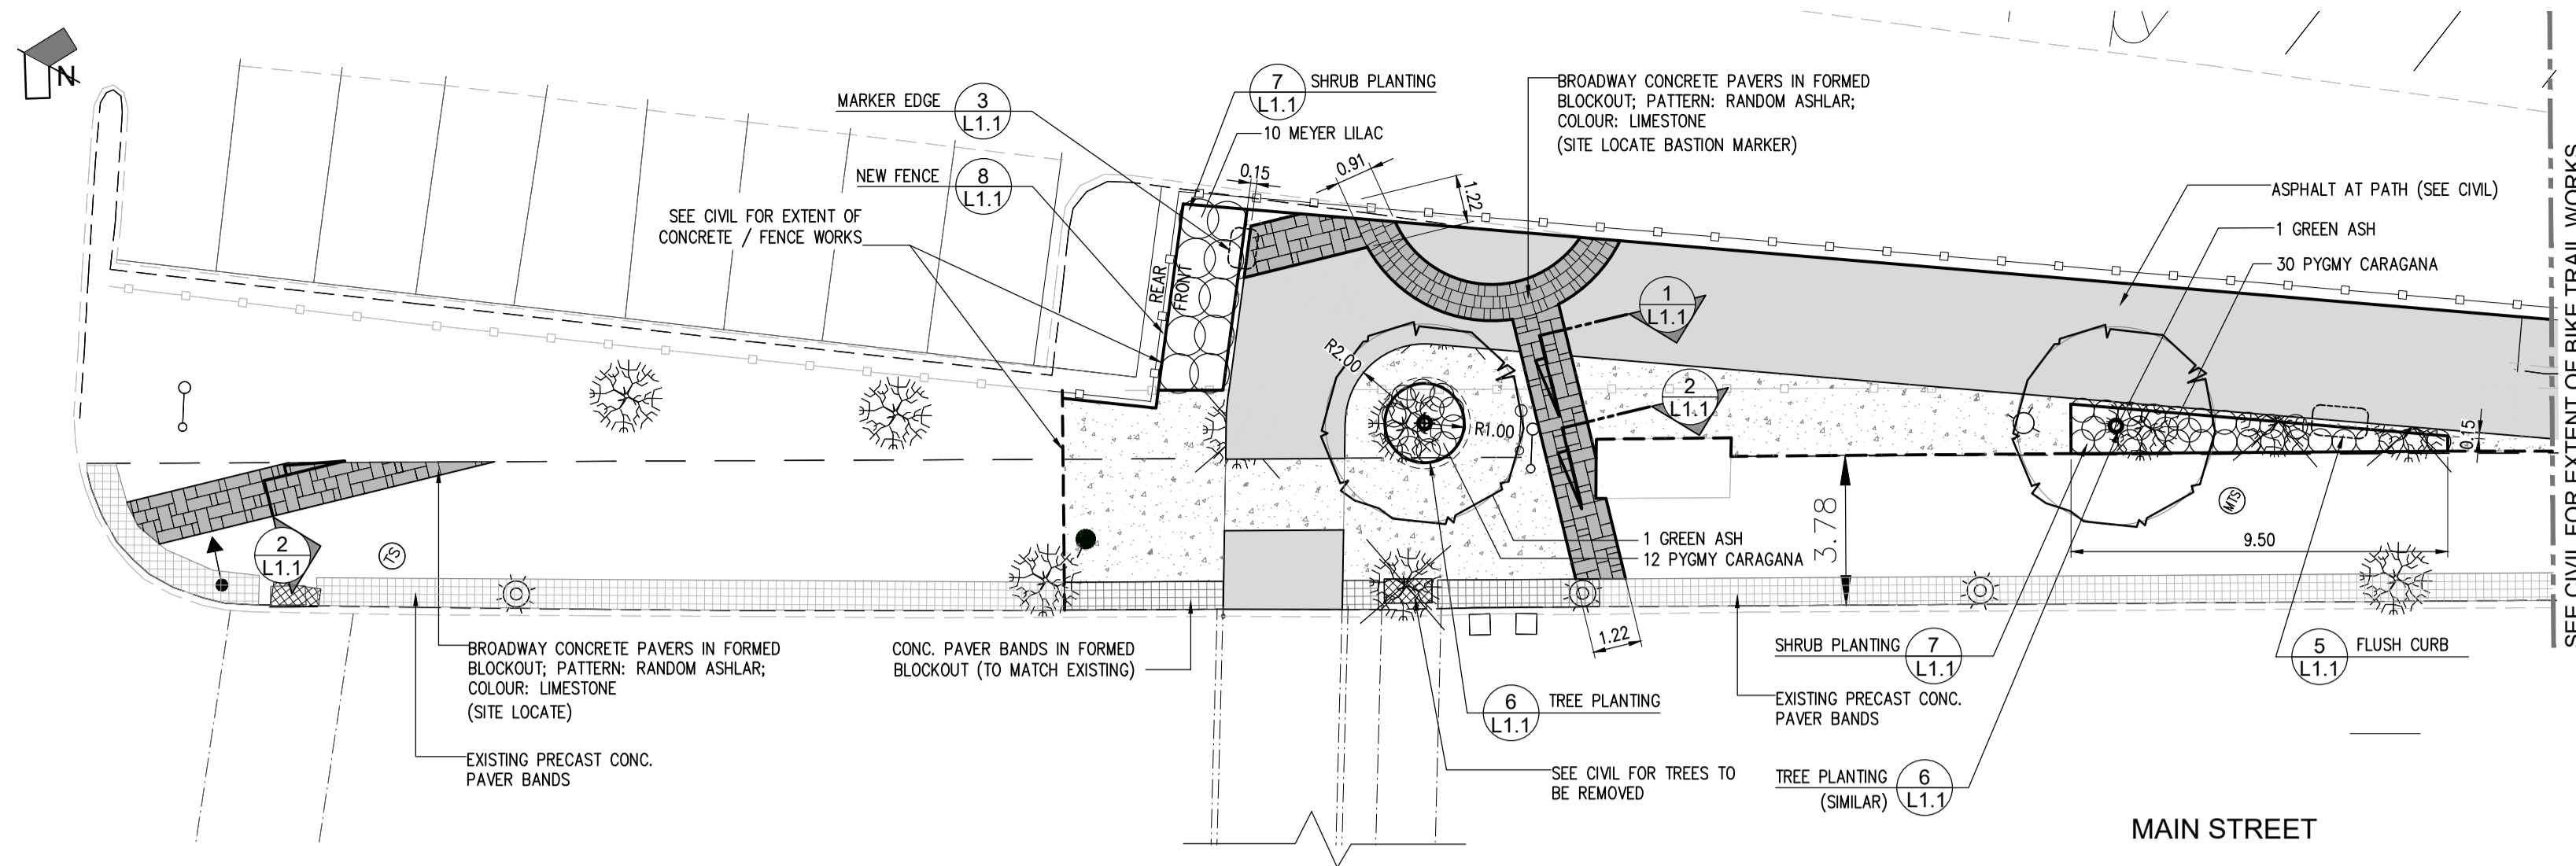 N
MARKER EDGE
3
L1.1
7
L1.1
SHRUB PLANTING
10 MEYER LILAC
NEW FENCE
8
L1.1
SEE CIVIL FOR EXTENT OF
CONCRETE / FENCE WORKS
0.15
0.91
1.22
BROADWAY CONCRETE PAVERS IN FORMED
BLOCKOUT; PATTERN: RANDOM ASHLAR;
COLOUR: LIMESTONE
(SITE LOCATE BASTION MARKER)
ASPHALT AT PATH (SEE CIVIL)
1 GREEN ASH
30 PYGMY CARAGANA
SEE CIVIL FOR EXTENT OF BIKE TRAIL WORKS
REAR
FRONT
1
L1.1
2
L1.1
R2.00
R1.00
0.15
2
L1.1
TS
1 GREEN ASH
12 PYGMY CARAGANA
3.78
MTS
9.50
BROADWAY CONCRETE PAVERS IN FORMED
BLOCKOUT; PATTERN: RANDOM ASHLAR;
COLOUR: LIMESTONE
(SITE LOCATE)
EXISTING PRECAST CONC.
PAVER BANDS
CONC. PAVER BANDS IN FORMED
BLOCKOUT (TO MATCH EXISTING)
1.22
6
L1.1
TREE PLANTING
SEE CIVIL FOR TREES TO
BE REMOVED
SHRUB PLANTING
7
L1.1
EXISTING PRECAST CONC.
PAVER BANDS
TREE PLANTING
(SIMILAR)
6
L1.1
5
L1.1
FLUSH CURB
MAIN STREET